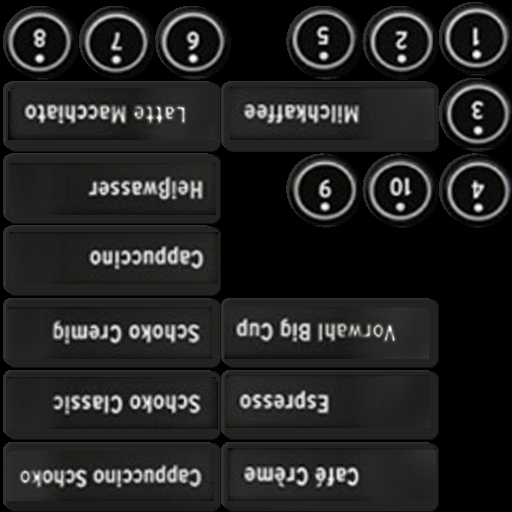 Café Crème
Cappuccino Schoko
Espresso
Schoko Classic
Vorwahl Big Cup
Schoko Cremig
Cappuccino
4
10
9
Heißwasser
3
Milchkaffee
Latte Macchiato
1
2
5
6
7
8